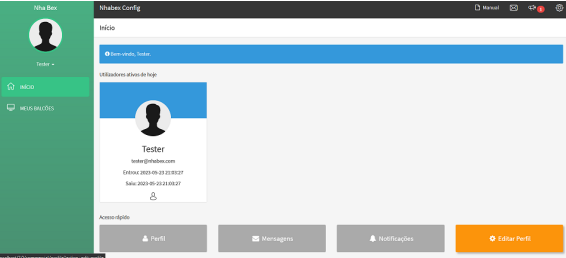 Nha Bex
Nhabex Config
Manual
Início
Bem-vindo, Tester.
Tester
Utilizadores ativos de hoje
INÍCIO
MEUS BALCÕES
Tester
tester@nhabex.com
Entrou: 2023-05-23 21:03:27
Saiu: 2023-05-23 21:03:27
Acesso rápido
Perfil
Mensagens
Notificações
Editar Perfil